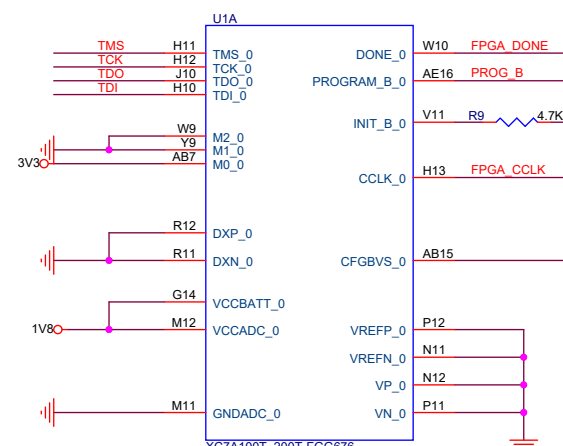 U1A
TMS H11 TMS_0 DONE_0 W10 FPGA_DONE
TCK H12 TCK_0
TDO J10 TDO_0 PROGRAM_B_0 AE16 PROG_B
TDI H10 TDI_0
INIT_B_0 V11 R9 4.7K
W9 M2_0
Y9 M1_0
3V3 AB7 M0_0
CCLK_0 H13 FPGA_CCLK
R12 DXP_0
R11 DXN_0 CFGBVS_0 AB15
G14 VCCBATT_0
1V8 M12 VCCADC_0 VREFP_0 P12
VREFN_0 N11
VP_0 N12
M11 GNDADC_0 VN_0 P11
XC7A100T_200T-FGG676